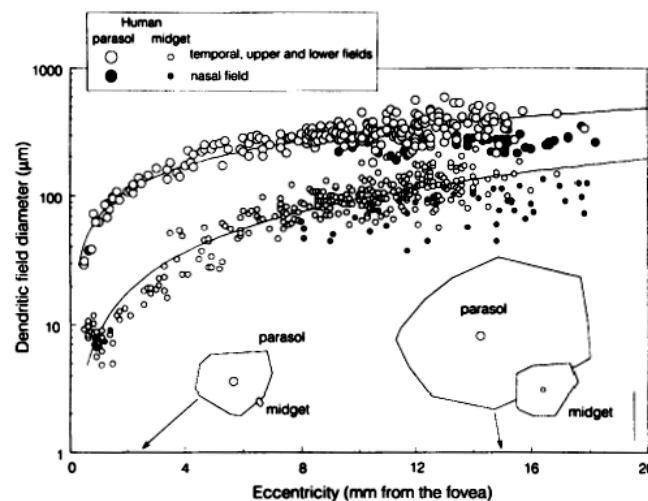 Human
parasol midget
temporal, upper and lower fields
nasal field
1000
100
10
1
Dendritic field diameter (µm)
parasol
midget
parasol
midget
0 4 8 12 16 20
Eccentricity (mm from the fovea)